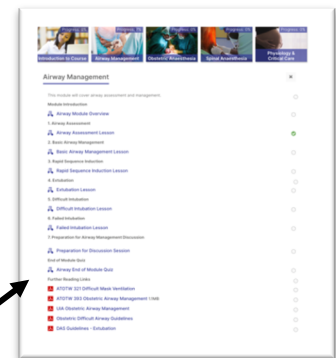 Introduction to Course
Airway Management
Obstetric Anaesthesia
Spinal Anaesthesia
Physiology &
Critical Care
Airway Management
This module will cover airway assessment and management.
Module Introduction
Airway Module Overview
1. Airway Assessment
Airway Assessment Lesson
2. Basic Airway Management
Basic Airway Management Lesson
3. Rapid Sequence Induction
Rapid Sequence Induction Lesson
4. Extubation
Extubation Lesson
5. Difficult Intubation
Difficult Intubation Lesson
6. Failed Intubation
Failed Intubation Lesson
7. Preparation for Airway Management Discussion
Preparation for Discussion Session
End of Module Quiz
Airway End of Module Quiz
Further Reading Links
ATOTW 321 Difficult Mask Ventilation
ATOTW 393 Obstetric Airway Management
Obstetric Airway Management
Obstetric Difficult Airway Guidelines
DAS Guidelines - Extubation